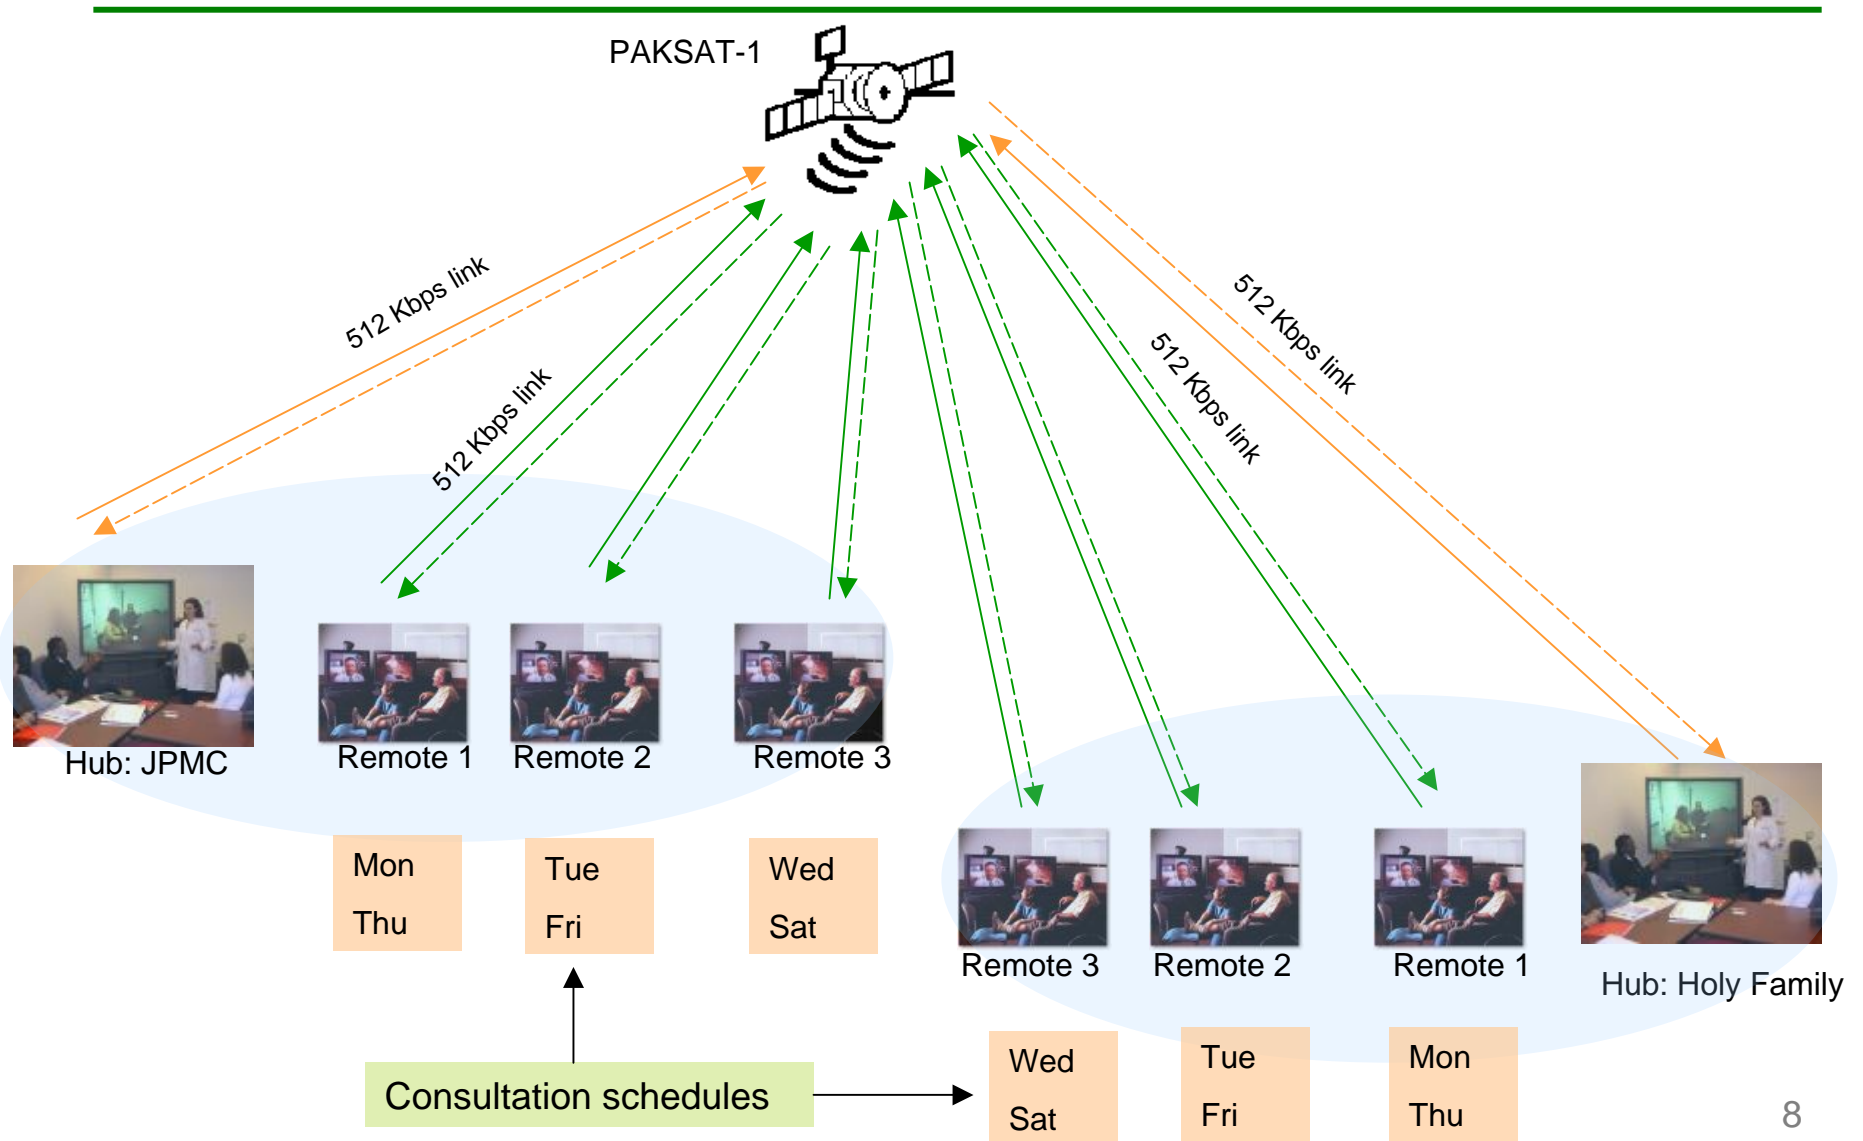 PAKSAT-1
512 Kbps link
512 Kbps link
512 Kbps link
512 Kbps link
Hub: JPMC
Remote 1
Remote 2
Remote 3
Mon
Thu
Tue
Fri
Wed
Sat
Remote 3
Remote 2
Remote 1
Hub: Holy Family
Consultation schedules
Wed
Sat
Tue
Fri
Mon
Thu
8